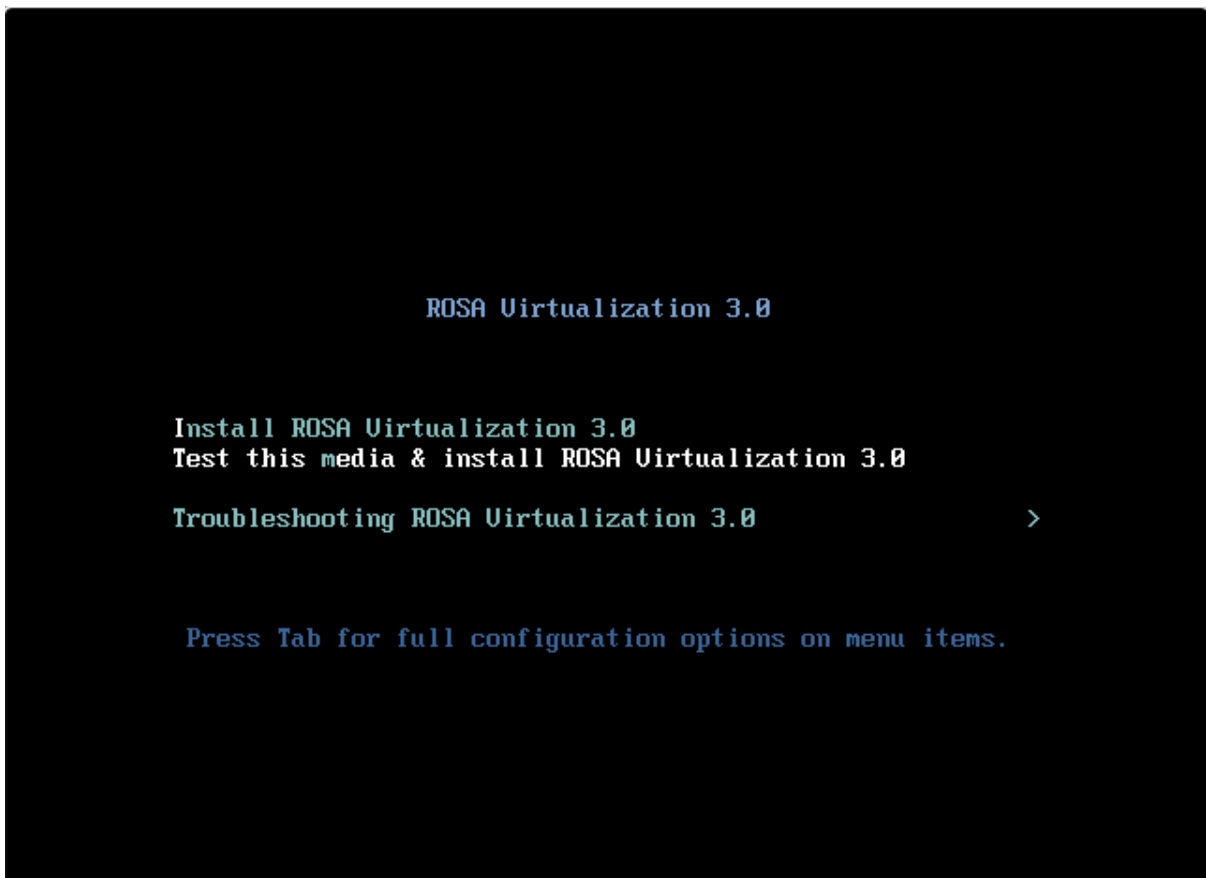 ROSA Virtualization 3.0
Install ROSA Virtualization 3.0
Test this media & install ROSA Virtualization 3.0
Troubleshooting ROSA Virtualization 3.0 >
Press Tab for full configuration options on menu items.